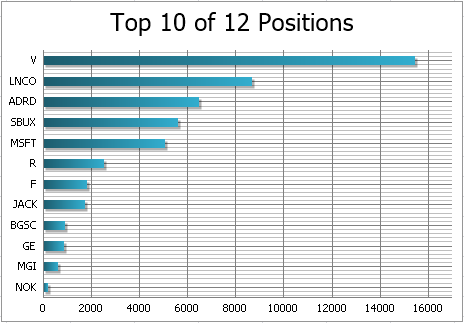 Top 10 of 12 Positions
V
LNCO
ADRD
SBUX
MSFT
R
F
JACK
BGSC
GE
MGI
NOK
0 2000 4000 6000 8000 10000 12000 14000 16000